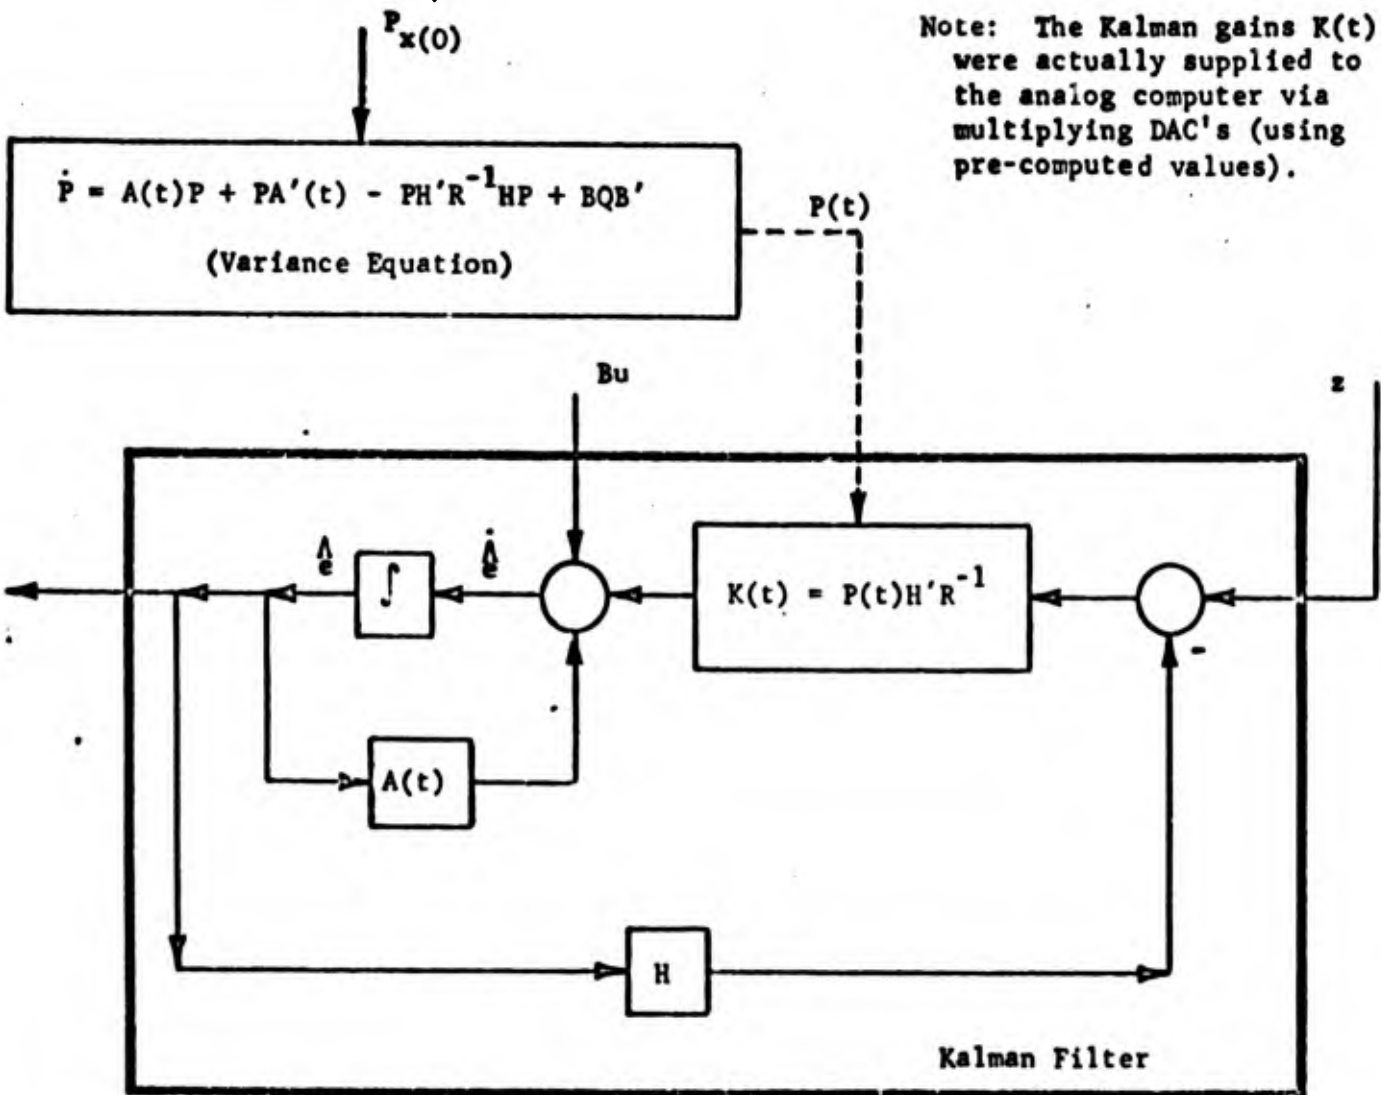 P_x(0)
Note: The Kalman gains K(t)
were actually supplied to
the analog computer via
multiplying DAC's (using
pre-computed values).
Ṗ = A(t)P + PA′(t) - PH′R⁻¹HP + BQB′
(Variance Equation)
P(t)
Bu
z
ê
ê̇
∫
K(t) = P(t)H′R⁻¹
-
A(t)
H
Kalman Filter